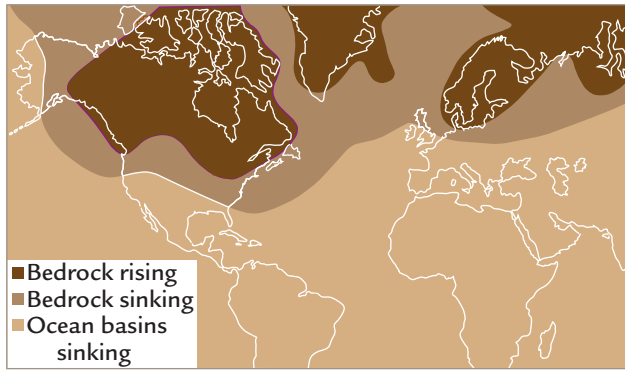 Bedrock rising
Bedrock sinking
Ocean basins
sinking